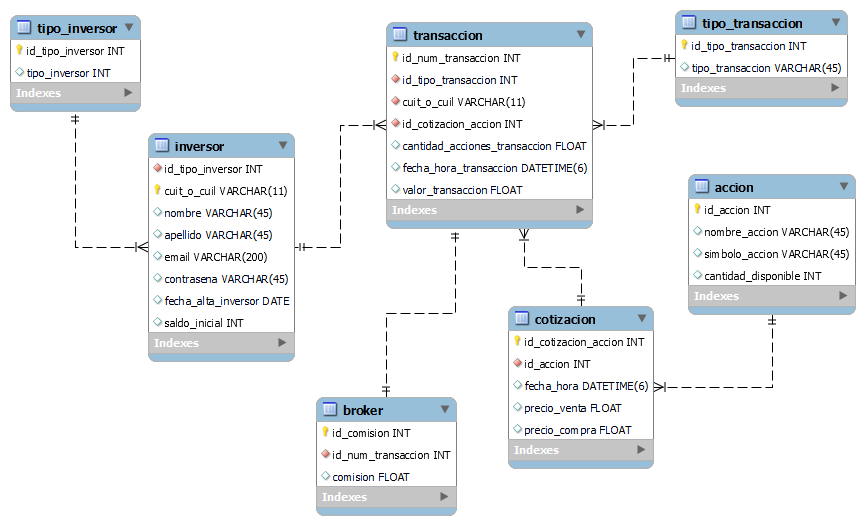 tipo_inversor
id_tipo_inversor INT
tipo_inversor INT
Indexes
inversor
id_tipo_inversor INT
cuit_o_cuil VARCHAR(11)
nombre VARCHAR(45)
apellido VARCHAR(45)
email VARCHAR(200)
contrasena VARCHAR(45)
fecha_alta_inversor DATE
saldo_inicial INT
Indexes
transaccion
id_num_transaccion INT
id_tipo_transaccion INT
cuit_o_cuil VARCHAR(11)
id_cotizacion_accion INT
cantidad_acciones_transaccion FLOAT
fecha_hora_transaccion DATETIME(6)
valor_transaccion FLOAT
Indexes
tipo_transaccion
id_tipo_transaccion INT
tipo_transaccion VARCHAR(45)
Indexes
accion
id_accion INT
nombre_accion VARCHAR(45)
simbolo_accion VARCHAR(45)
cantidad_disponible INT
Indexes
cotizacion
id_cotizacion_accion INT
id_accion INT
fecha_hora DATETIME(6)
precio_venta FLOAT
precio_compra FLOAT
Indexes
broker
id_comision INT
id_num_transaccion INT
comision FLOAT
Indexes